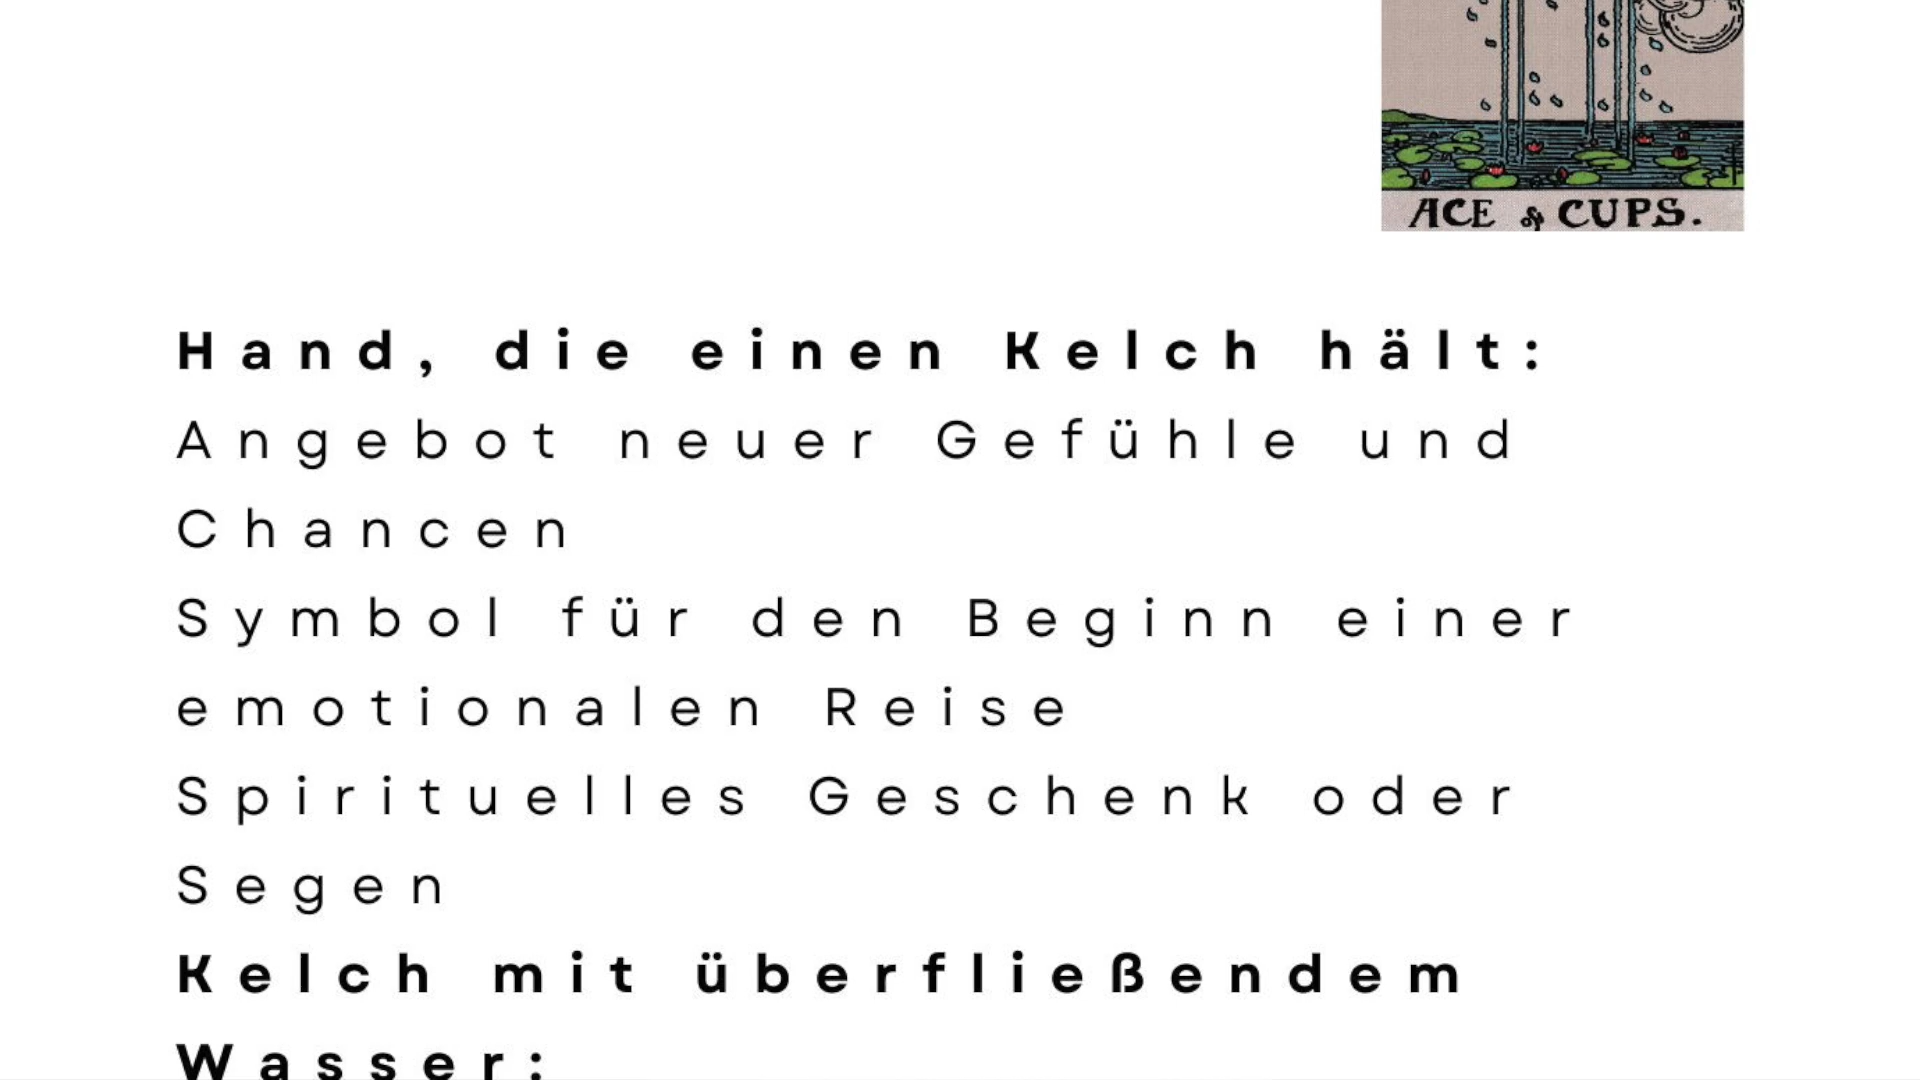 ACE of CUPS.
Hand, die einen Kelch hält:
Angebot neuer Gefühle und
Chancen
Symbol für den Beginn einer
emotionalen Reise
Spirituelles Geschenk oder
Segen
Kelch mit überfließendem
Wasser: